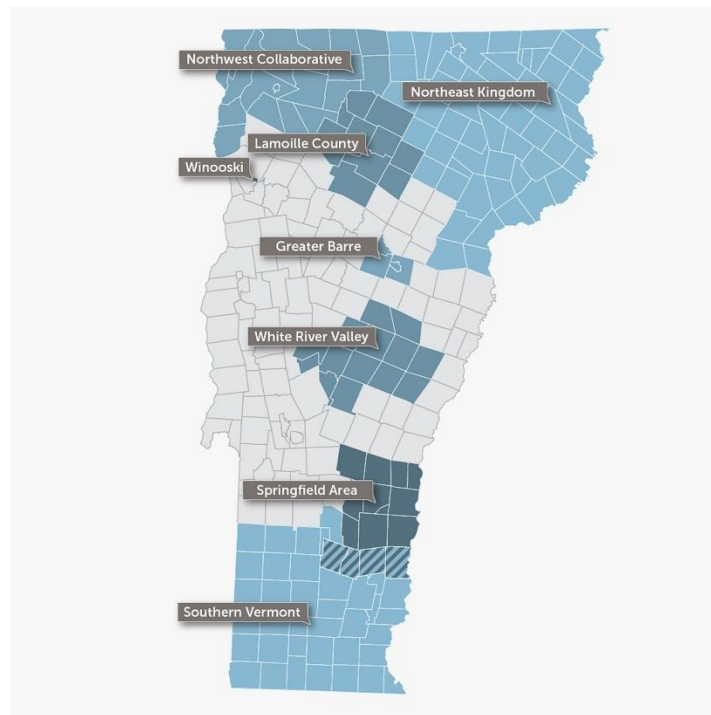 Northwest Collaborative
Northeast Kingdom
Lamoille County
Winooski
Greater Barre
White River Valley
Springfield Area
Southern Vermont